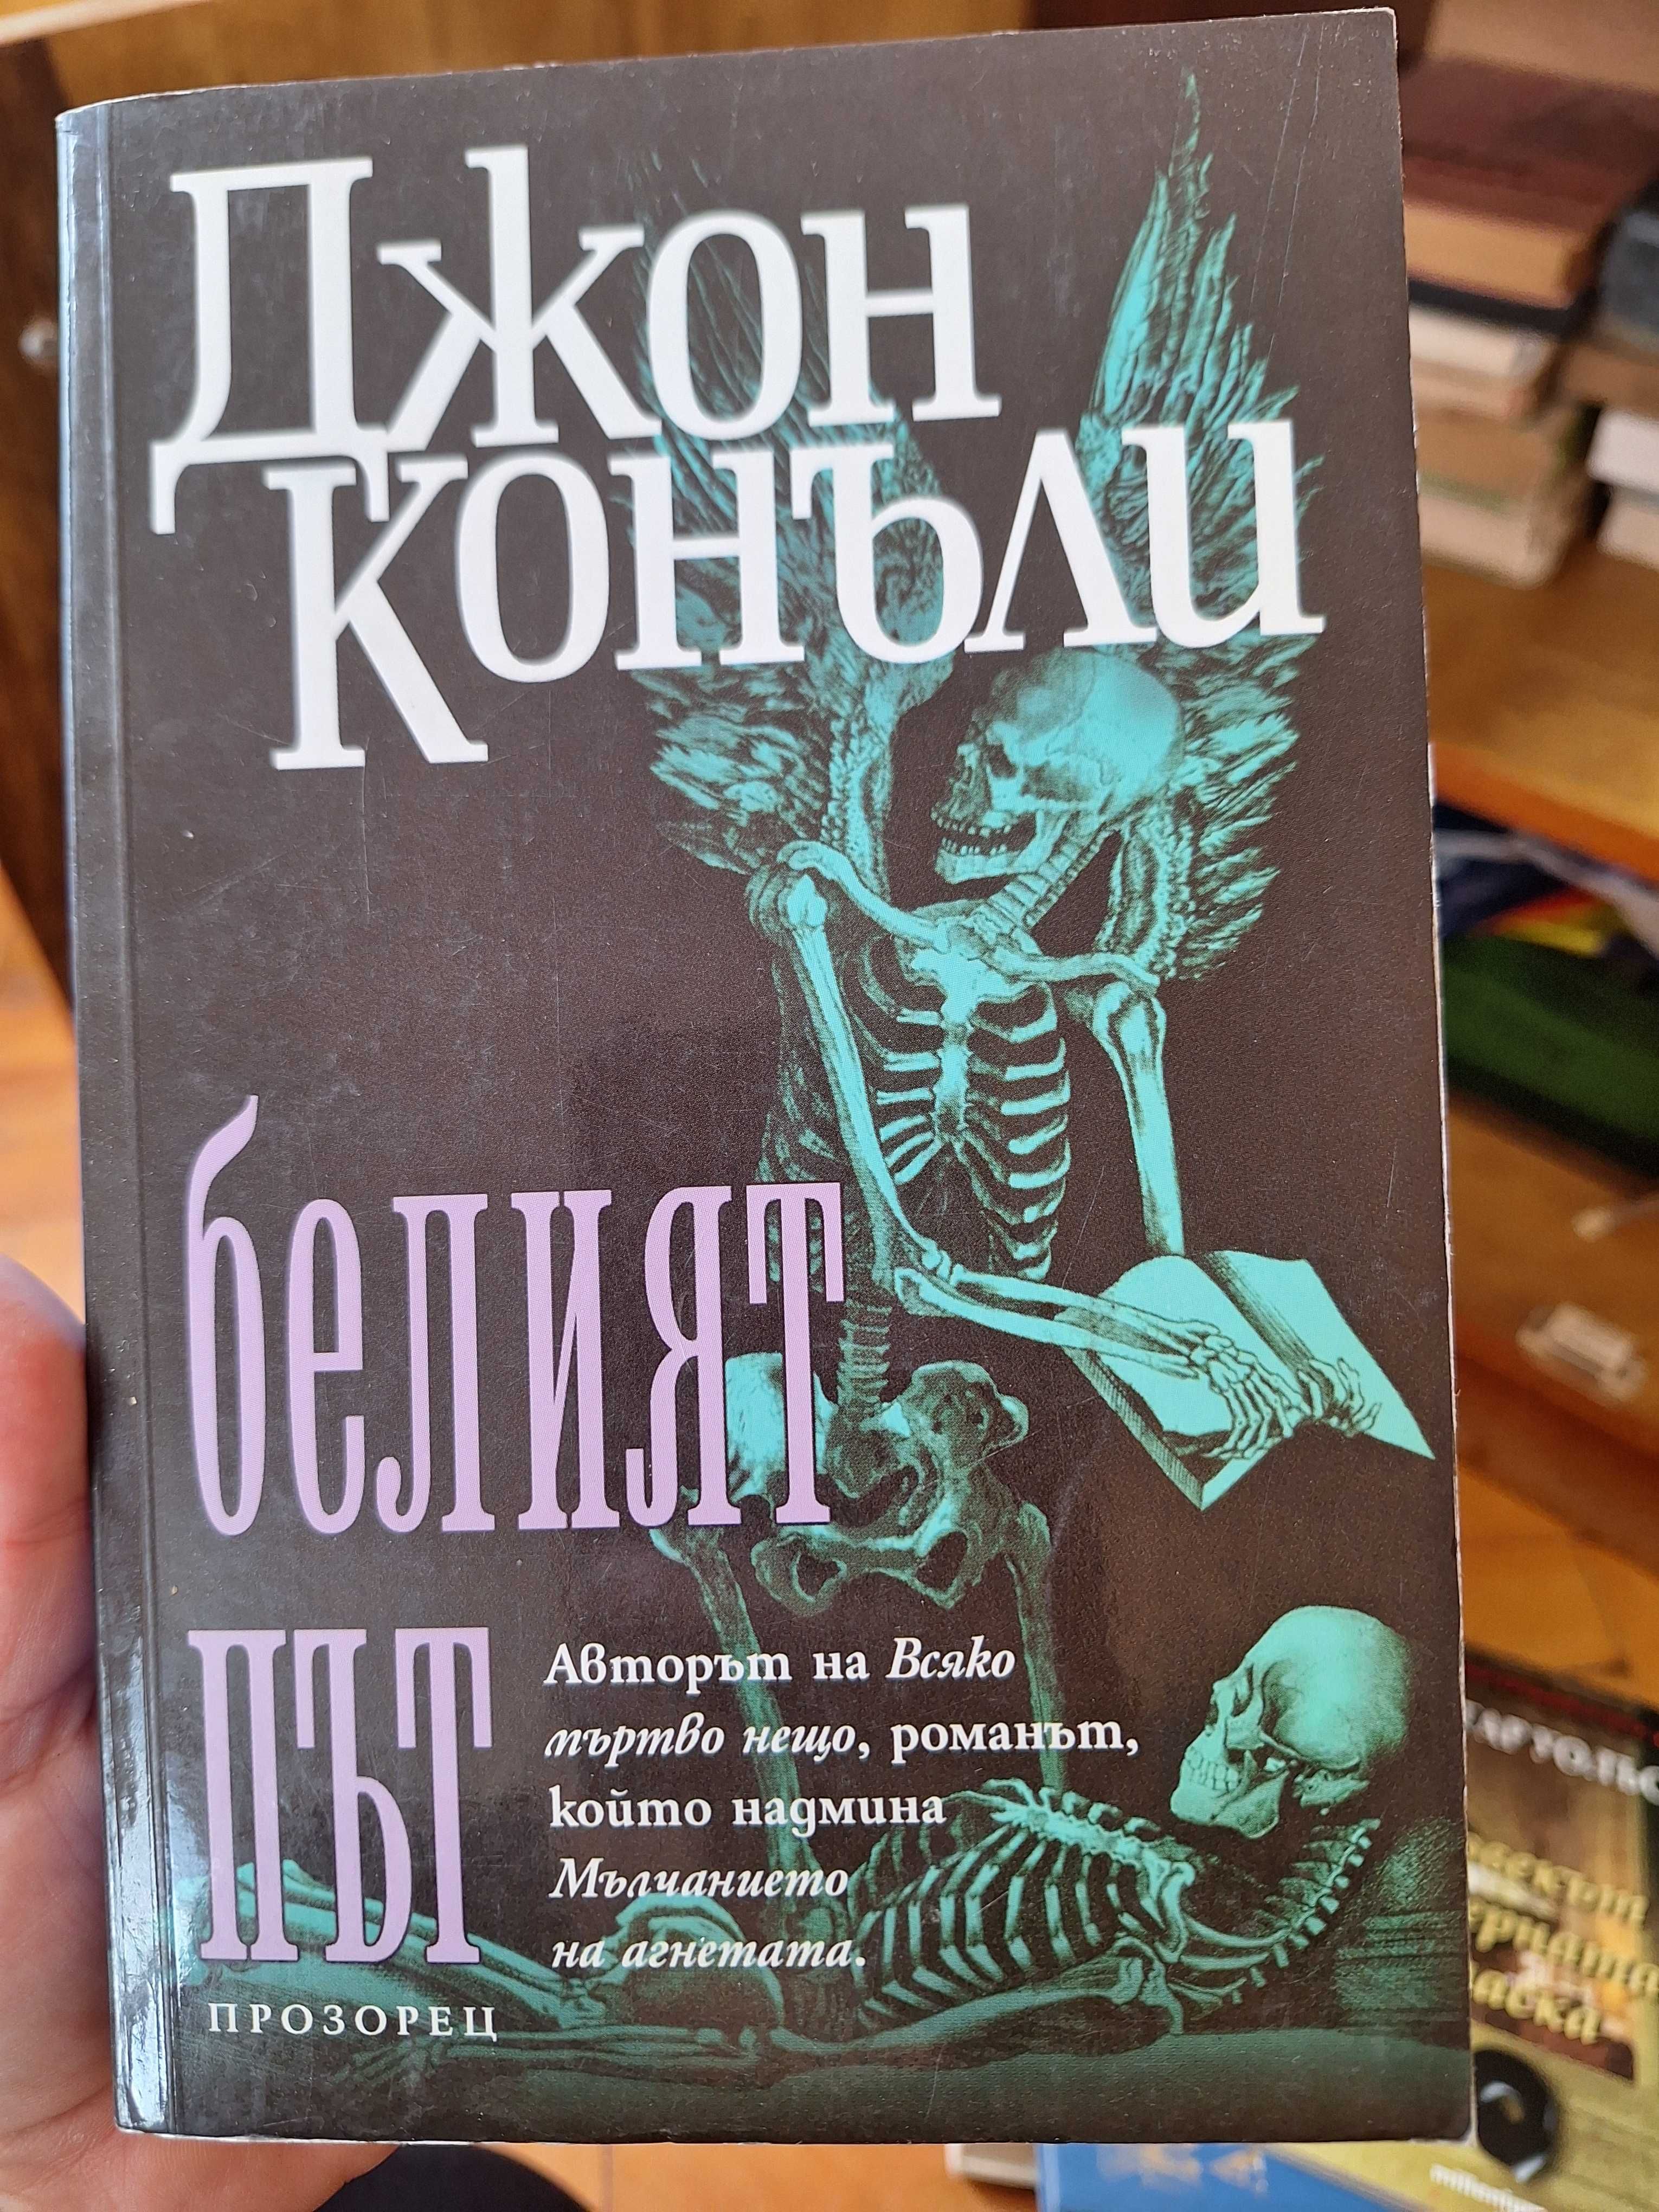 Джон
Конъли
белият
път
Авторът на Всяко
мъртво нещо, романът,
който надмина
Мълчанието
на агнетата.
ПРОЗОРЕЦ